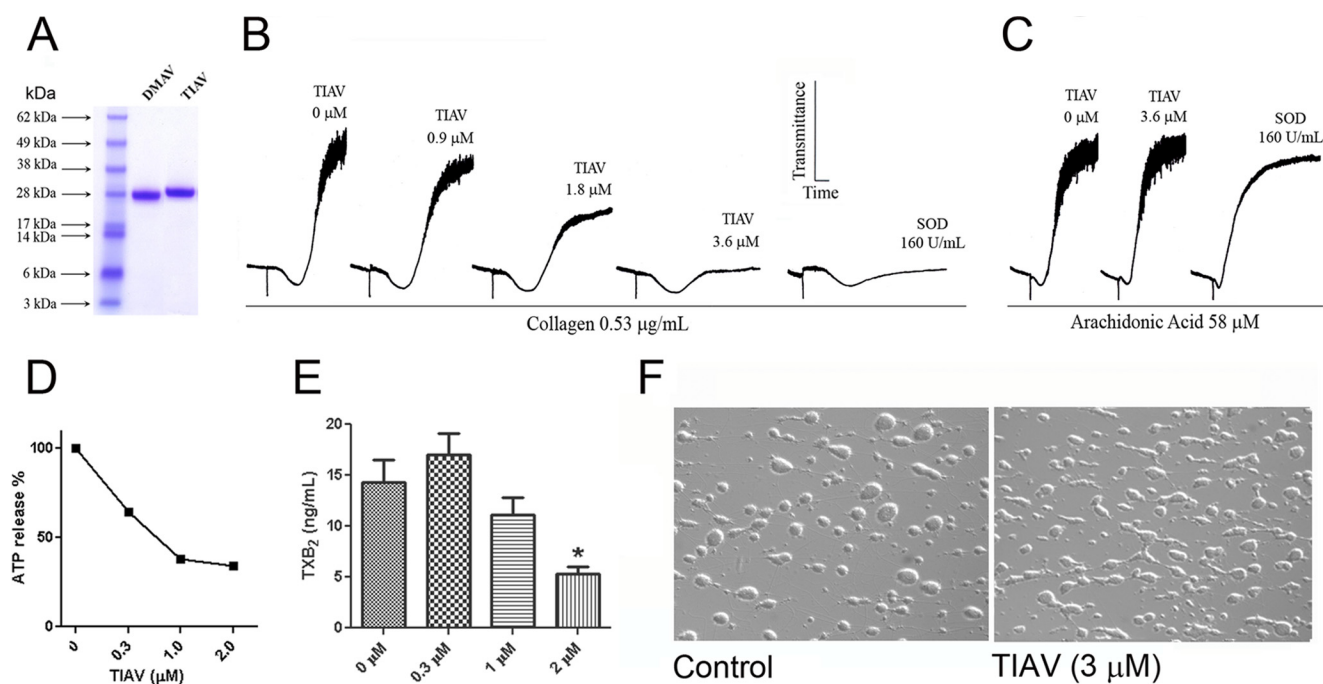 A
kDa
DMAV
TIAV
62 kDa
49 kDa
38 kDa
28 kDa
17 kDa
14 kDa
6 kDa
3 kDa
B
TIAV
0 μM
TIAV
0.9 μM
TIAV
1.8 μM
TIAV
3.6 μM
Transmittance
Time
SOD
160 U/mL
Collagen 0.53 μg/mL
C
TIAV
0 μM
TIAV
3.6 μM
SOD
160 U/mL
Arachidonic Acid 58 μM
D
ATP release %
100
50
0
0
0.3
1.0
2.0
TIAV (μM)
E
TXB₂ (ng/mL)
20
15
10
5
0
*
0 μM
0.3 μM
1 μM
2 μM
F
Control
TIAV (3 μM)